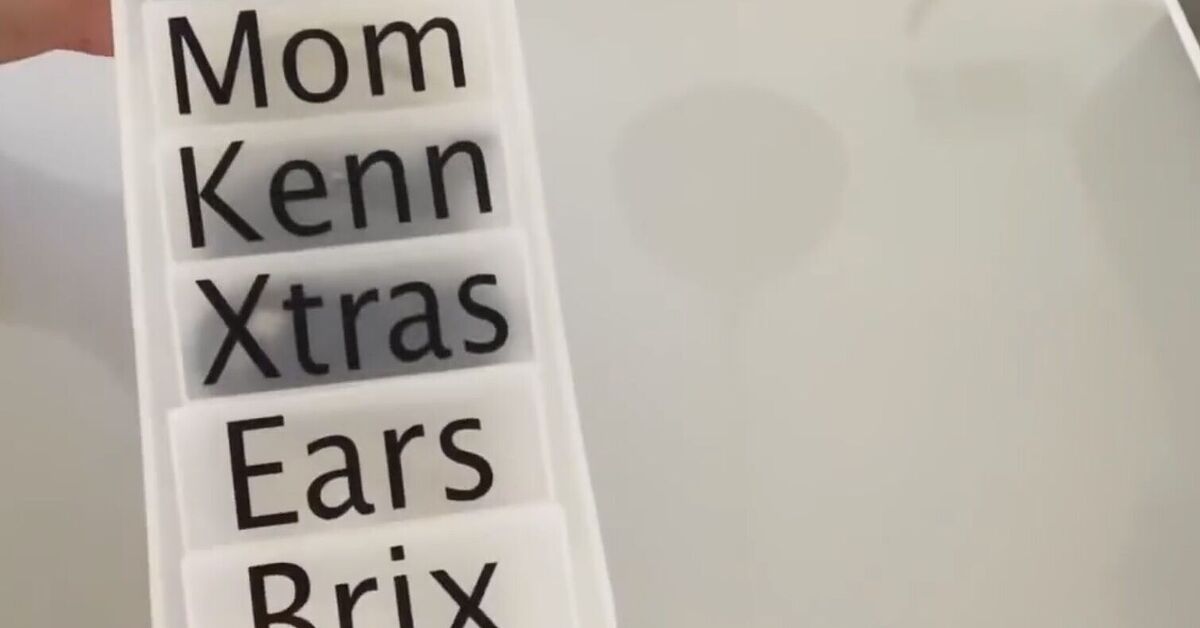 Mom
Kenn
Xtras
Ears
Brix